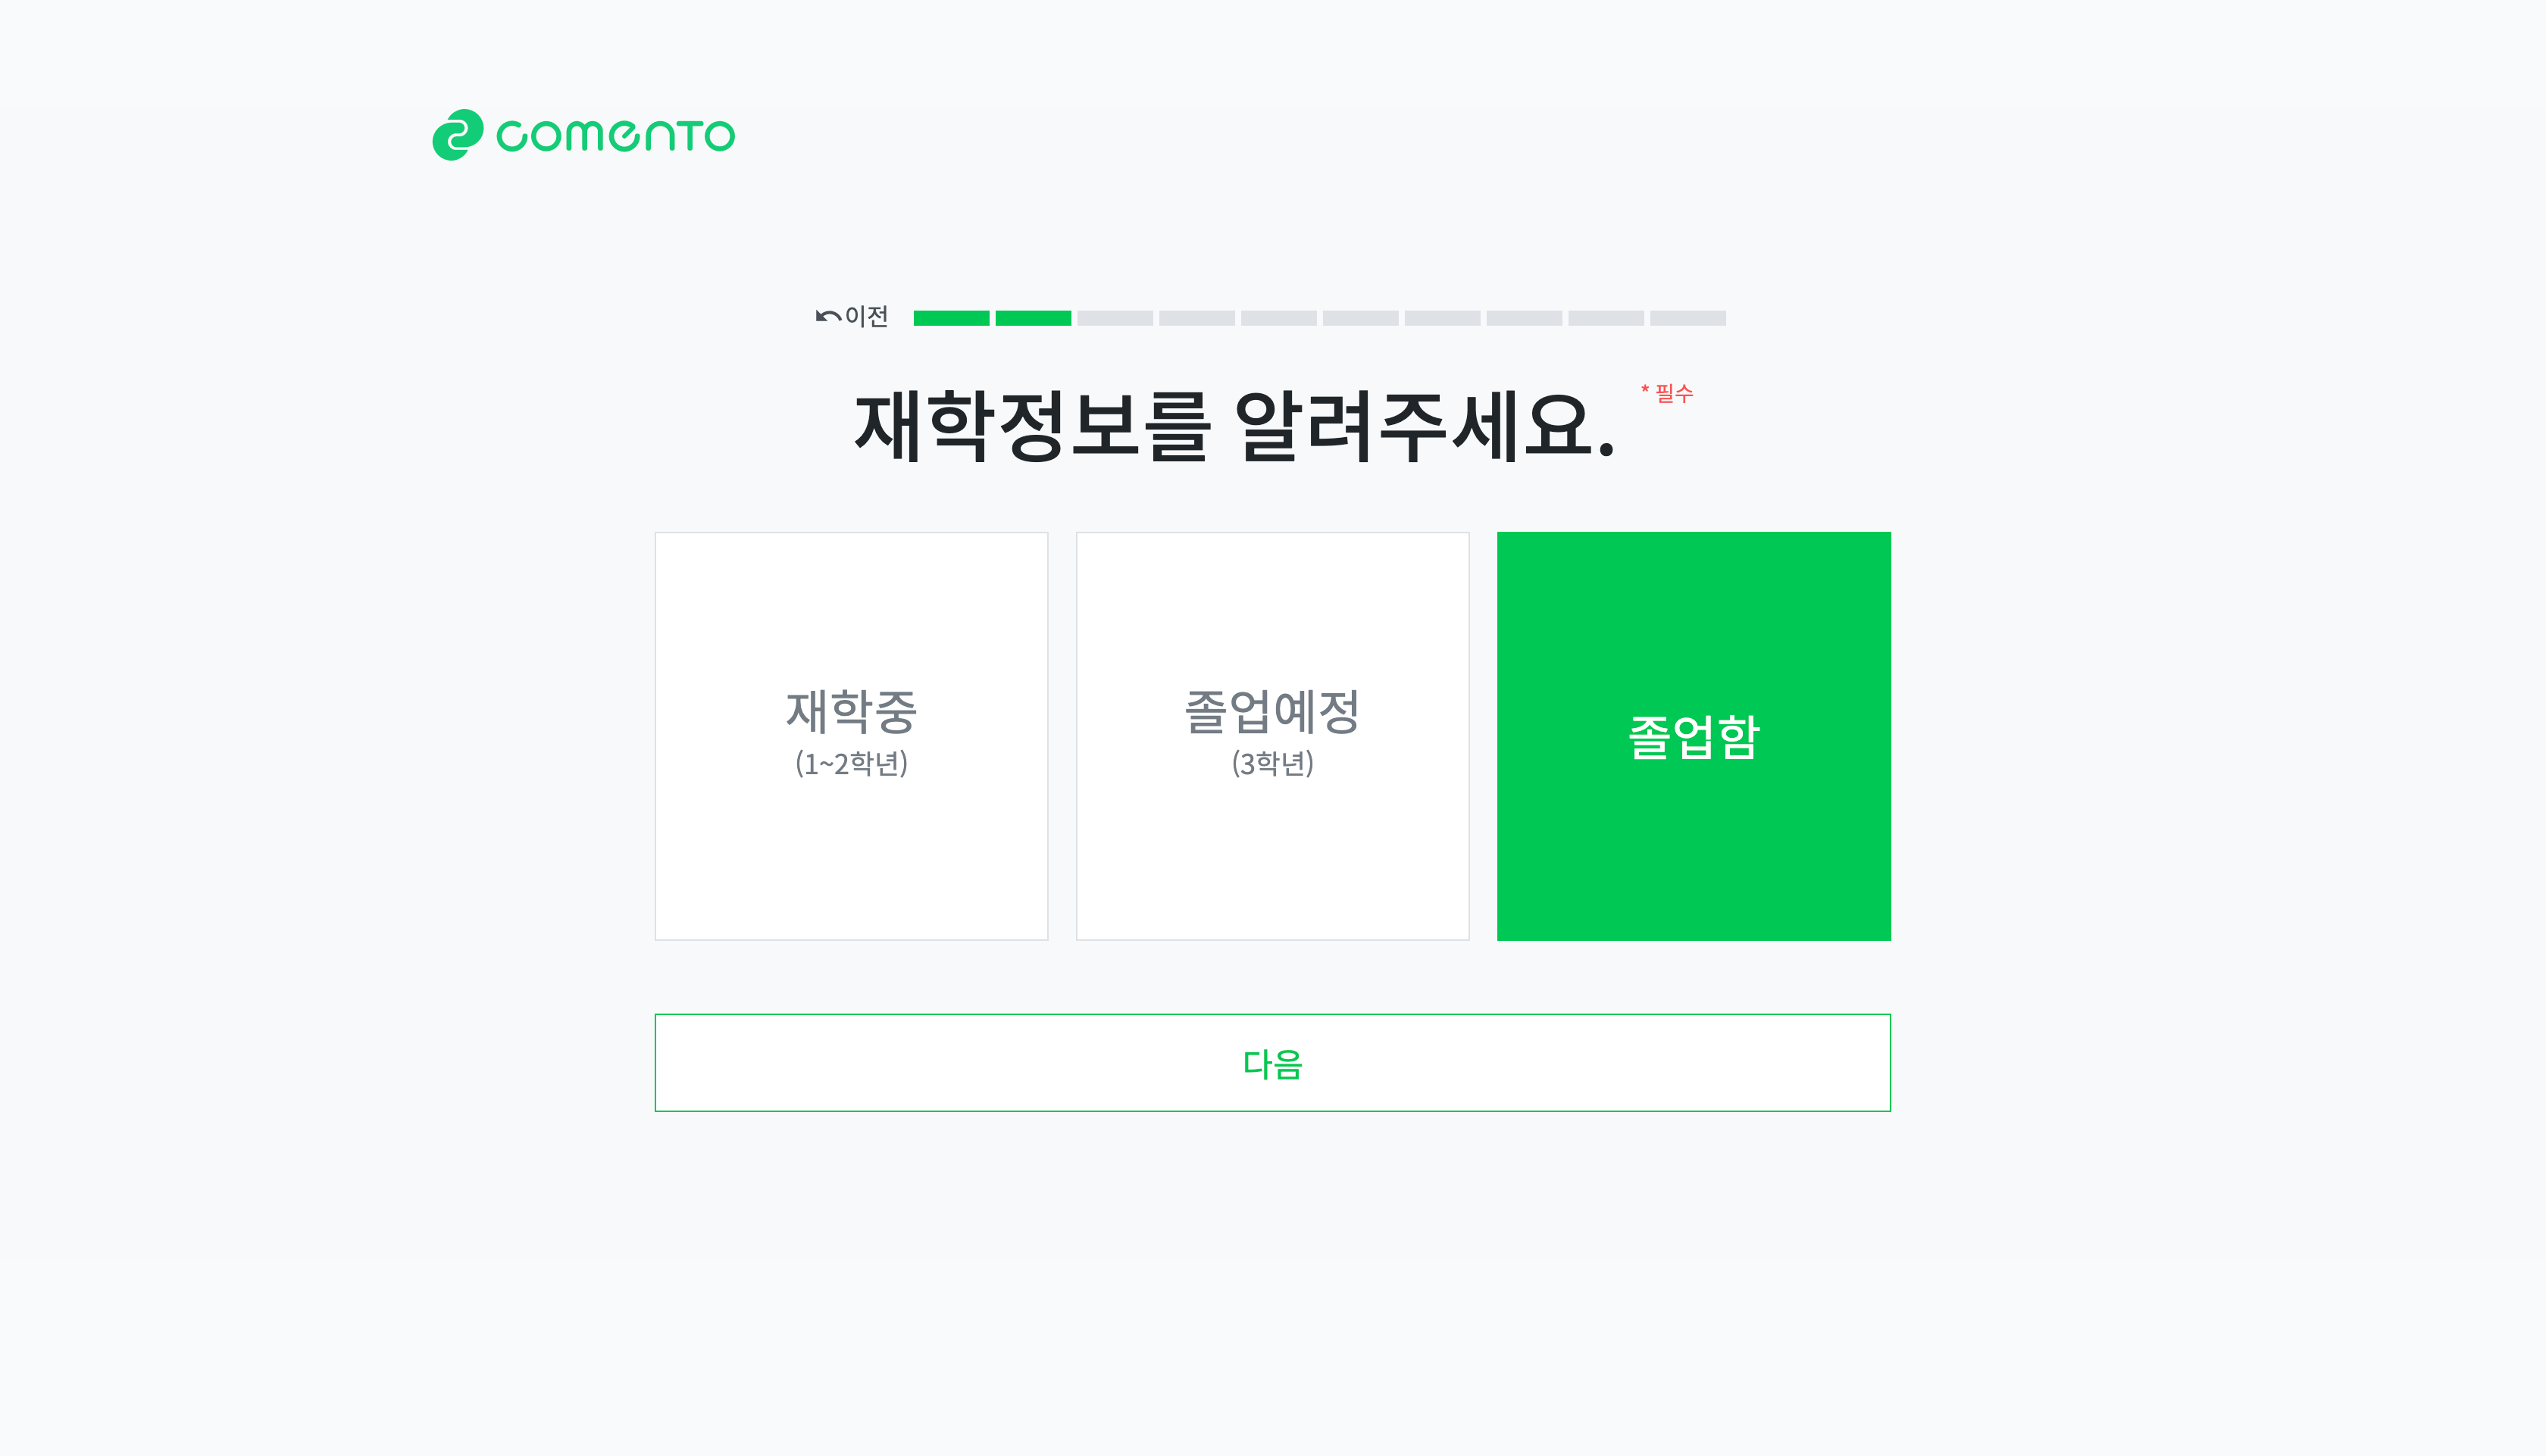 comento
이전
재학정보를 알려주세요.
* 필수
재학중
(1~2학년)
졸업예정
(3학년)
졸업함
다음